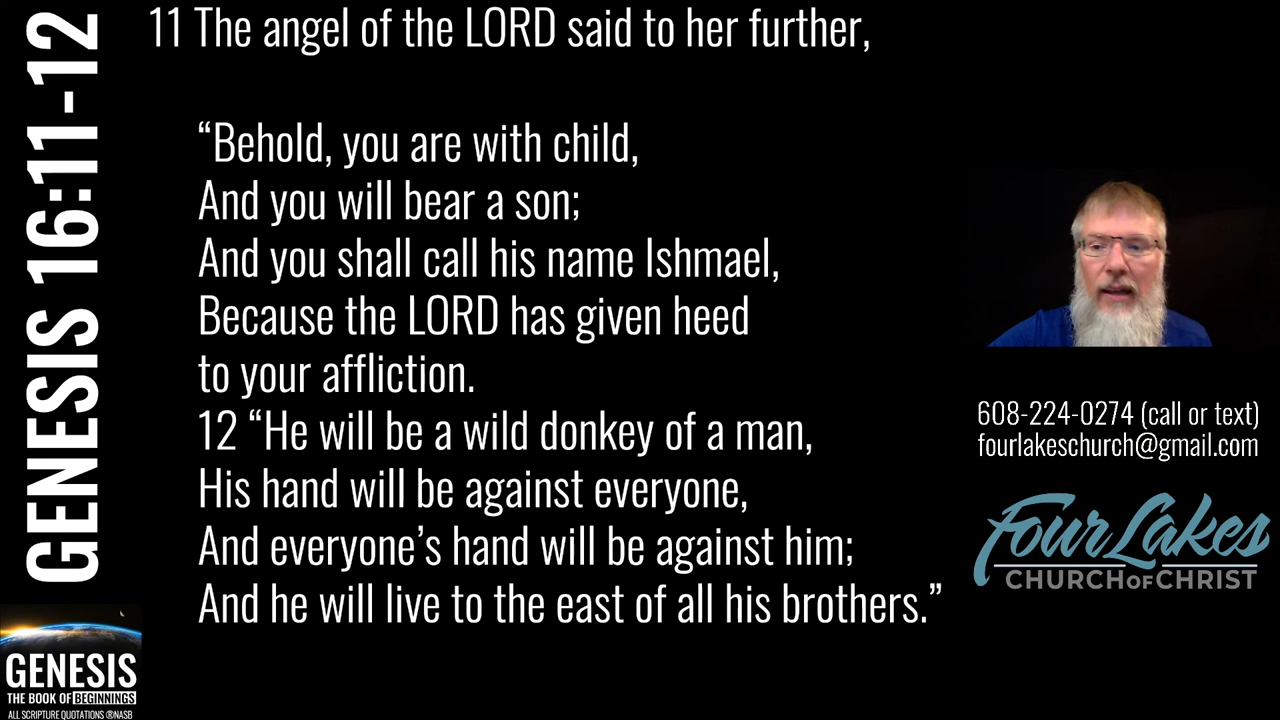 GENESIS 16:11-12
11 The angel of the LORD said to her further,
“Behold, you are with child,
And you will bear a son;
And you shall call his name Ishmael,
Because the LORD has given heed
to your affliction.
12 “He will be a wild donkey of a man,
His hand will be against everyone,
And everyone’s hand will be against him;
And he will live to the east of all his brothers.”
608-224-0274 (call or text)
fourlakeschurch@gmail.com
Four Lakes
CHURCH OF CHRIST
GENESIS
THE BOOK OF BEGINNINGS
ALL SCRIPTURE QUOTATIONS ®NASB